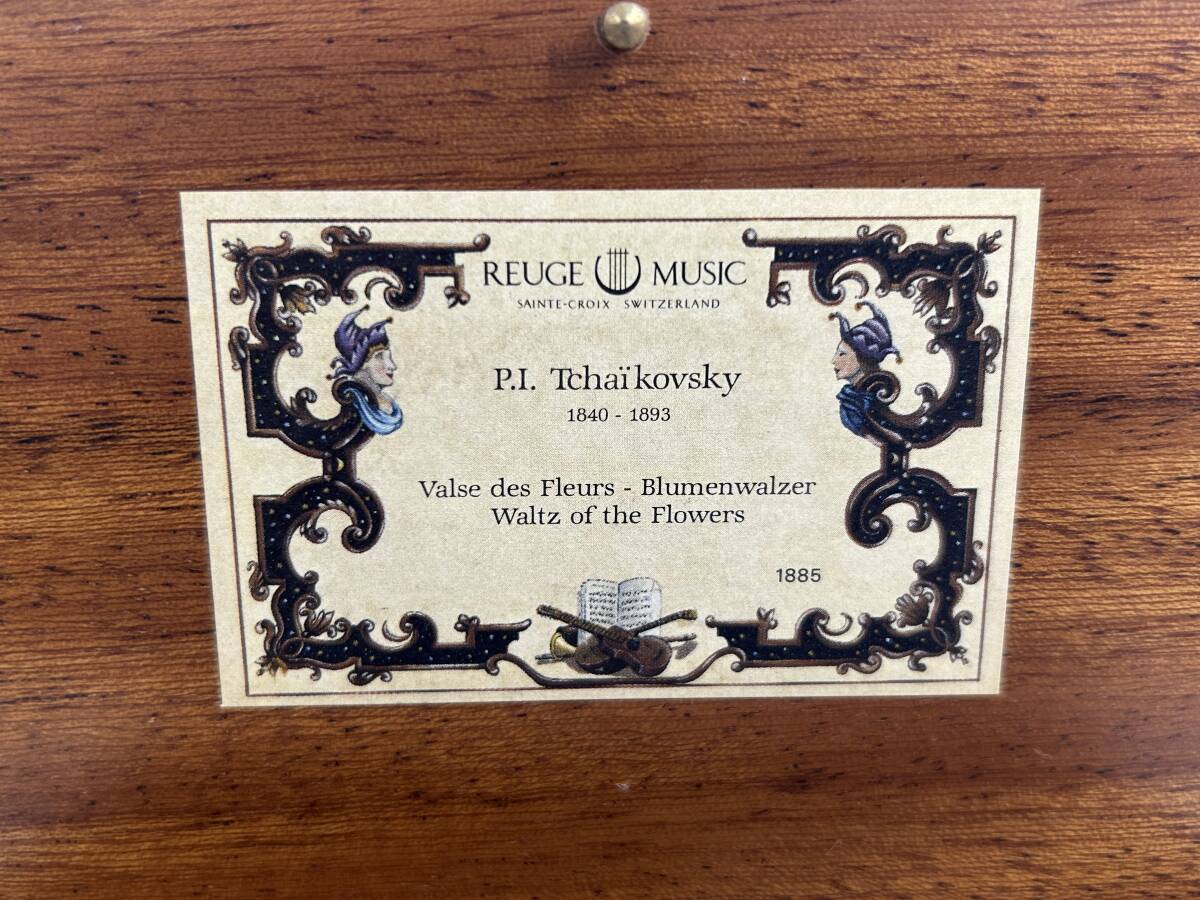 REUGE MUSIC
SAINTE-CROIX SWITZERLAND
P.I. Tchaïkovsky
1840 - 1893
Valse des Fleurs - Blumenwalzer
Waltz of the Flowers
1885